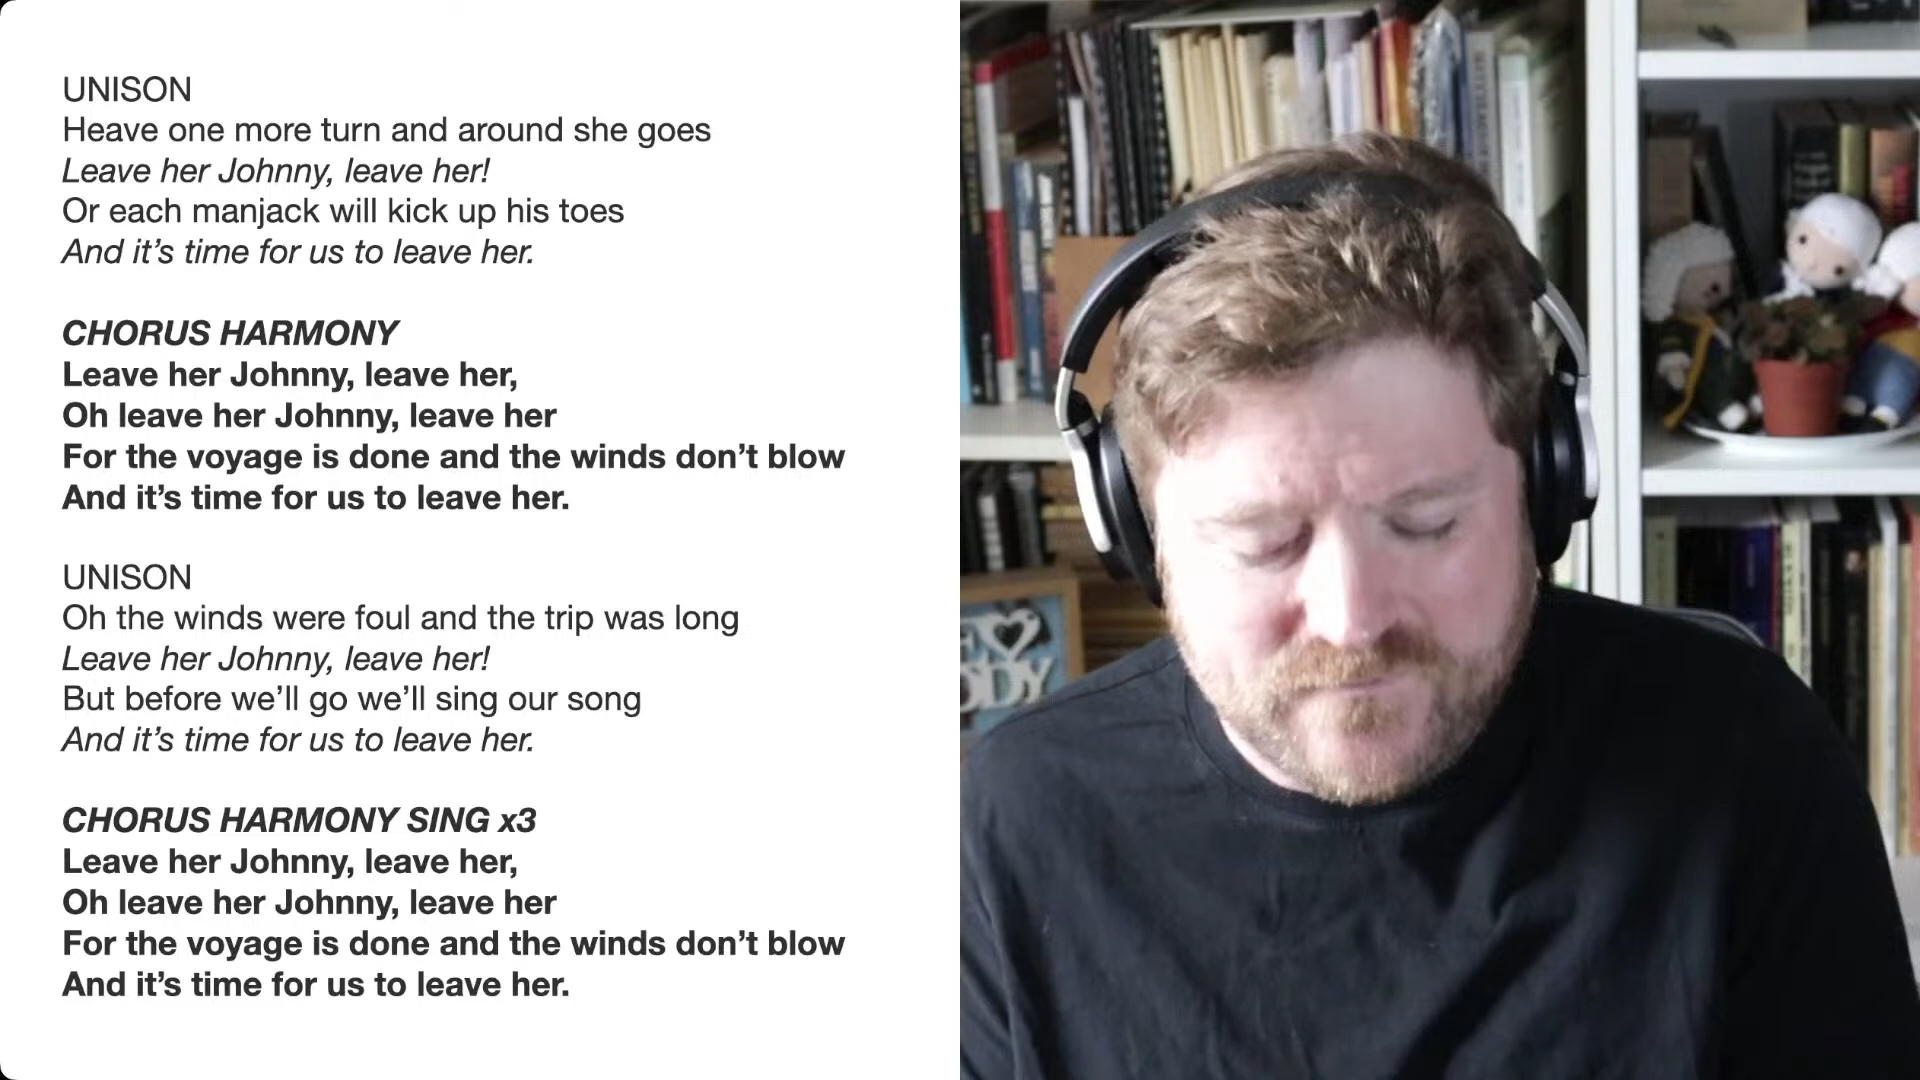 UNISON
Heave one more turn and around she goes
Leave her Johnny, leave her!
Or each manjack will kick up his toes
And it’s time for us to leave her.
CHORUS HARMONY
Leave her Johnny, leave her,
Oh leave her Johnny, leave her
For the voyage is done and the winds don’t blow
And it’s time for us to leave her.
UNISON
Oh the winds were foul and the trip was long
Leave her Johnny, leave her!
But before we’ll go we’ll sing our song
And it’s time for us to leave her.
CHORUS HARMONY SING x3
Leave her Johnny, leave her,
Oh leave her Johnny, leave her
For the voyage is done and the winds don’t blow
And it’s time for us to leave her.